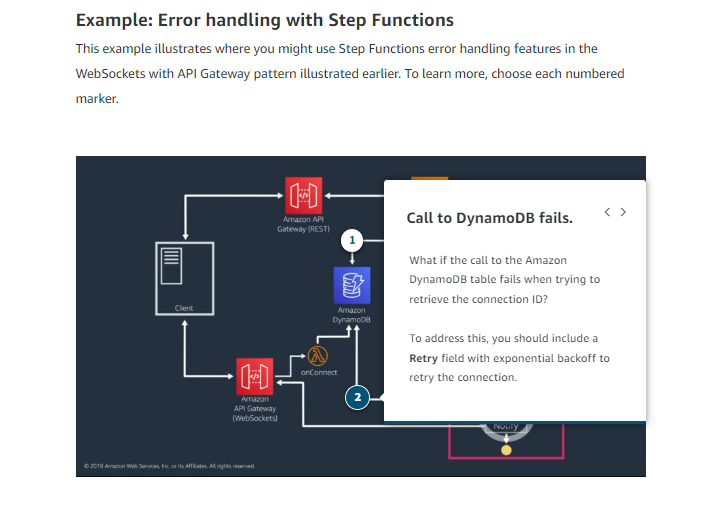 Example: Error handling with Step Functions
This example illustrates where you might use Step Functions error handling features in the
WebSockets with API Gateway pattern illustrated earlier. To learn more, choose each numbered
marker.
Amazon API
Gateway (REST)
Call to DynamoDB fails.
1
What if the call to the Amazon
DynamoDB table fails when trying to
retrieve the connection ID?
Client
Amazon
DynamoDB
To address this, you should include a
Retry field with exponential backoff to
retry the connection.
onConnect
2
Amazon
API Gateway
(WebSockets)
Notify
© 2019 Amazon Web Services, Inc. or its Affiliates. All rights reserved.